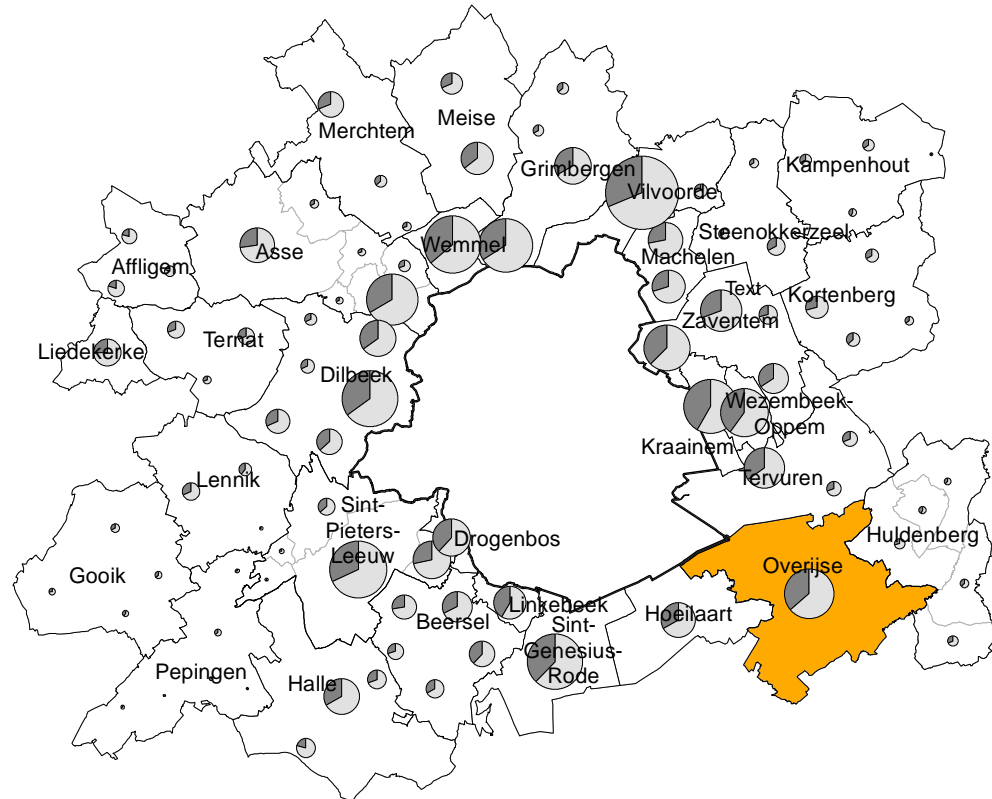 Meise
Merchtem
Grimbergen
Kampenhout
Vilvoorde
Steenokkerzeel
Wemmel
Asse
Machelen
Affligem
Text
Kortenberg
Zaventem
Ternat
Liedekerke
Dilbeek
Wezembeek-
Oppem
Kraainem
Tervuren
Lennik
Sint-
Pieters-
Leeuw
Drogenbos
Huldenberg
Overijse
Gooik
Linkebeek
Hoeilaart
Beersel
Sint-
Genesius-
Rode
Pepingen
Halle